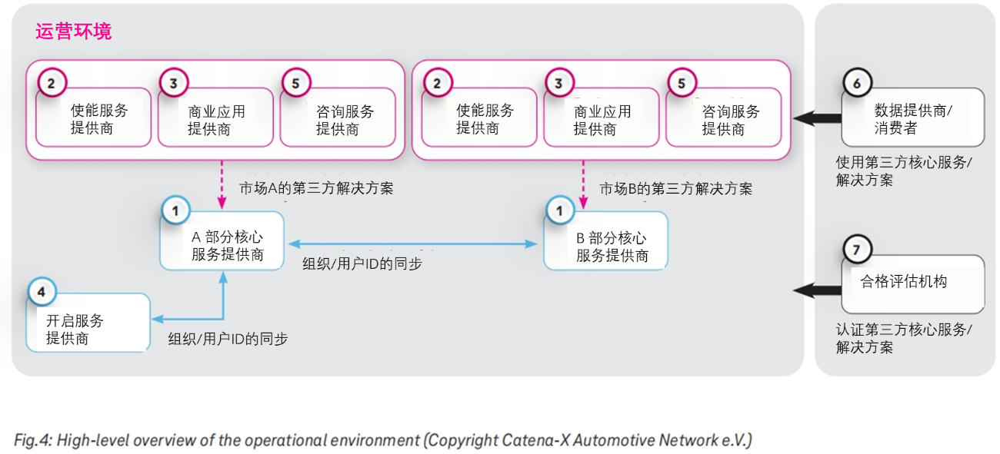 运营环境
2
使能服务
提供商
3
商业应用
提供商
5
咨询服务
提供商
2
使能服务
提供商
3
商业应用
提供商
5
咨询服务
提供商
6
数据提供商/
消费者
使用第三方核心服务/
解决方案
市场A的第三方解决方案
市场B的第三方解决方案
1
A 部分核心
服务提供商
组织/用户ID的同步
1
B 部分核心
服务提供商
7
合格评估机构
认证第三方核心服务/
解决方案
4
开启服务
提供商
组织/用户ID的同步
Fig.4: High-level overview of the operational environment (Copyright Catena-X Automotive Network e.V.)